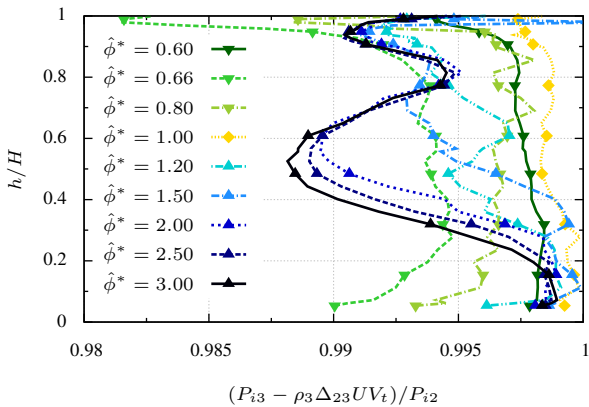 1
0.8
0.6
0.4
0.2
0
h/H
φ̂* = 0.60
φ̂* = 0.66
φ̂* = 0.80
φ̂* = 1.00
φ̂* = 1.20
φ̂* = 1.50
φ̂* = 2.00
φ̂* = 2.50
φ̂* = 3.00
0.98 0.985 0.99 0.995 1
(P_{i3} − ρ_3Δ_{23}UV_t)/P_{i2}